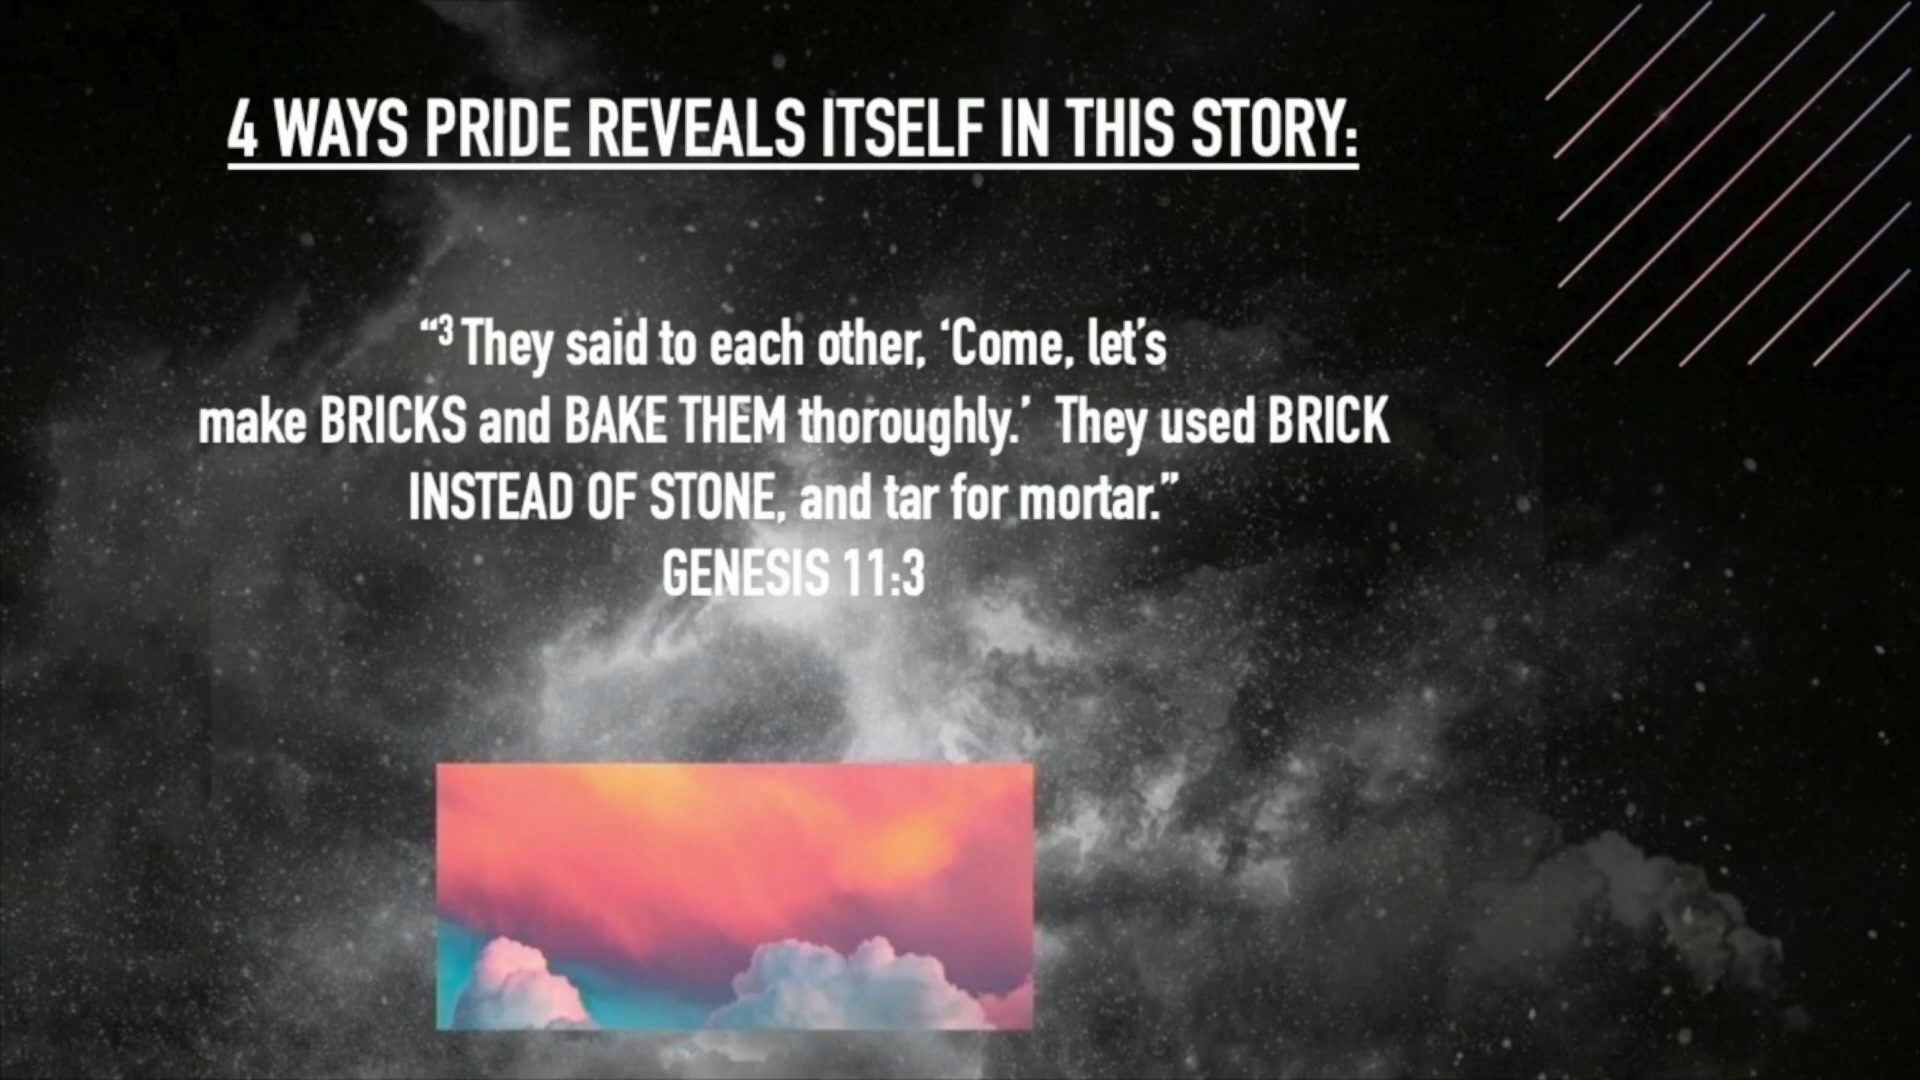 4 WAYS PRIDE REVEALS ITSELF IN THIS STORY:
“³ They said to each other, ‘Come, let’s
make BRICKS and BAKE THEM thoroughly.’ They used BRICK
INSTEAD OF STONE, and tar for mortar.”
GENESIS 11:3